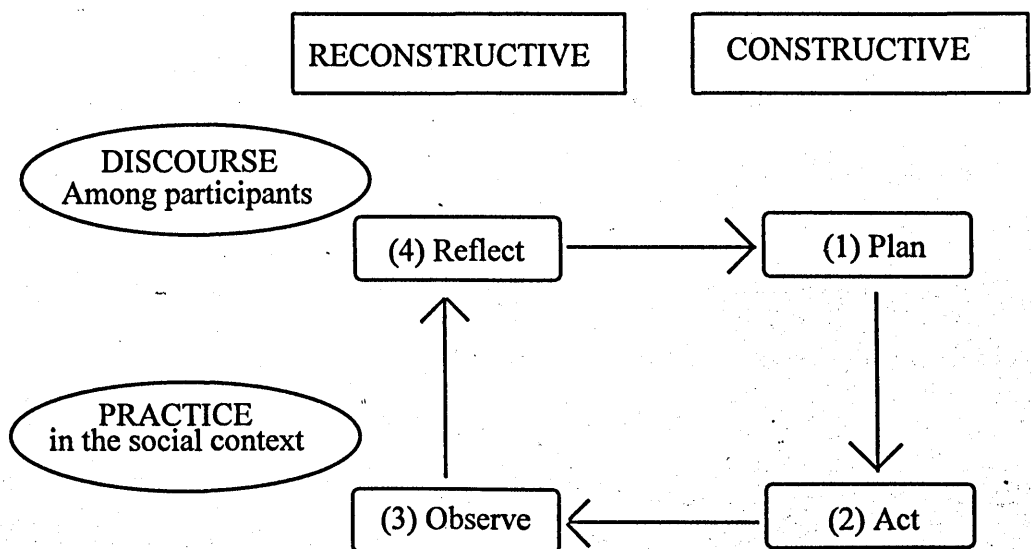 RECONSTRUCTIVE
CONSTRUCTIVE
DISCOURSE
Among participants
(4) Reflect
(1) Plan
PRACTICE
in the social context
(3) Observe
(2) Act